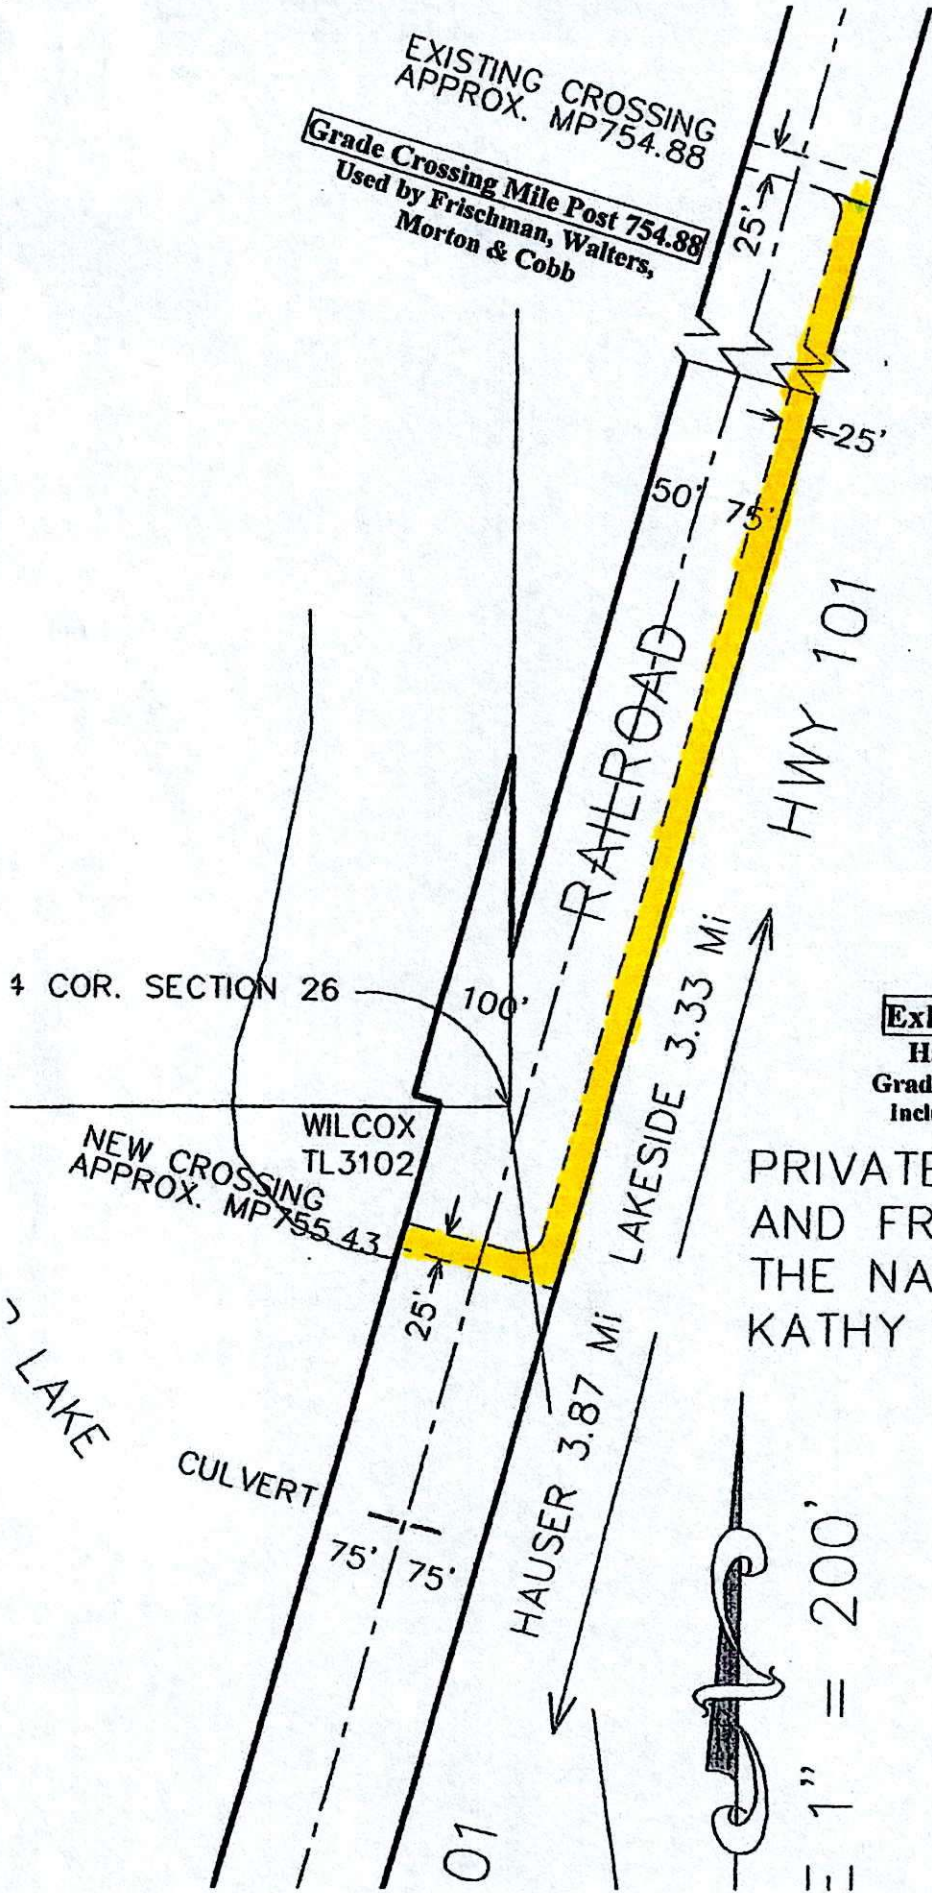 EXISTING CROSSING
APPROX. MP754.88
Grade Crossing Mile Post 754.88
Used by Frischman, Walters,
Morton & Cobb
25'
25'
50'
75'
RAILROAD
HWY 101
COR. SECTION 26
100'
WILCOX
TL3102
NEW CROSSING
APPROX. MP755.43
25'
LAKESIDE 3.33 Mi
HAUSER 3.87 Mi
LAKE
CULVERT
75'
75'
01
PRIVATE
AND FR
THE NA
KATHY
1" = 200'